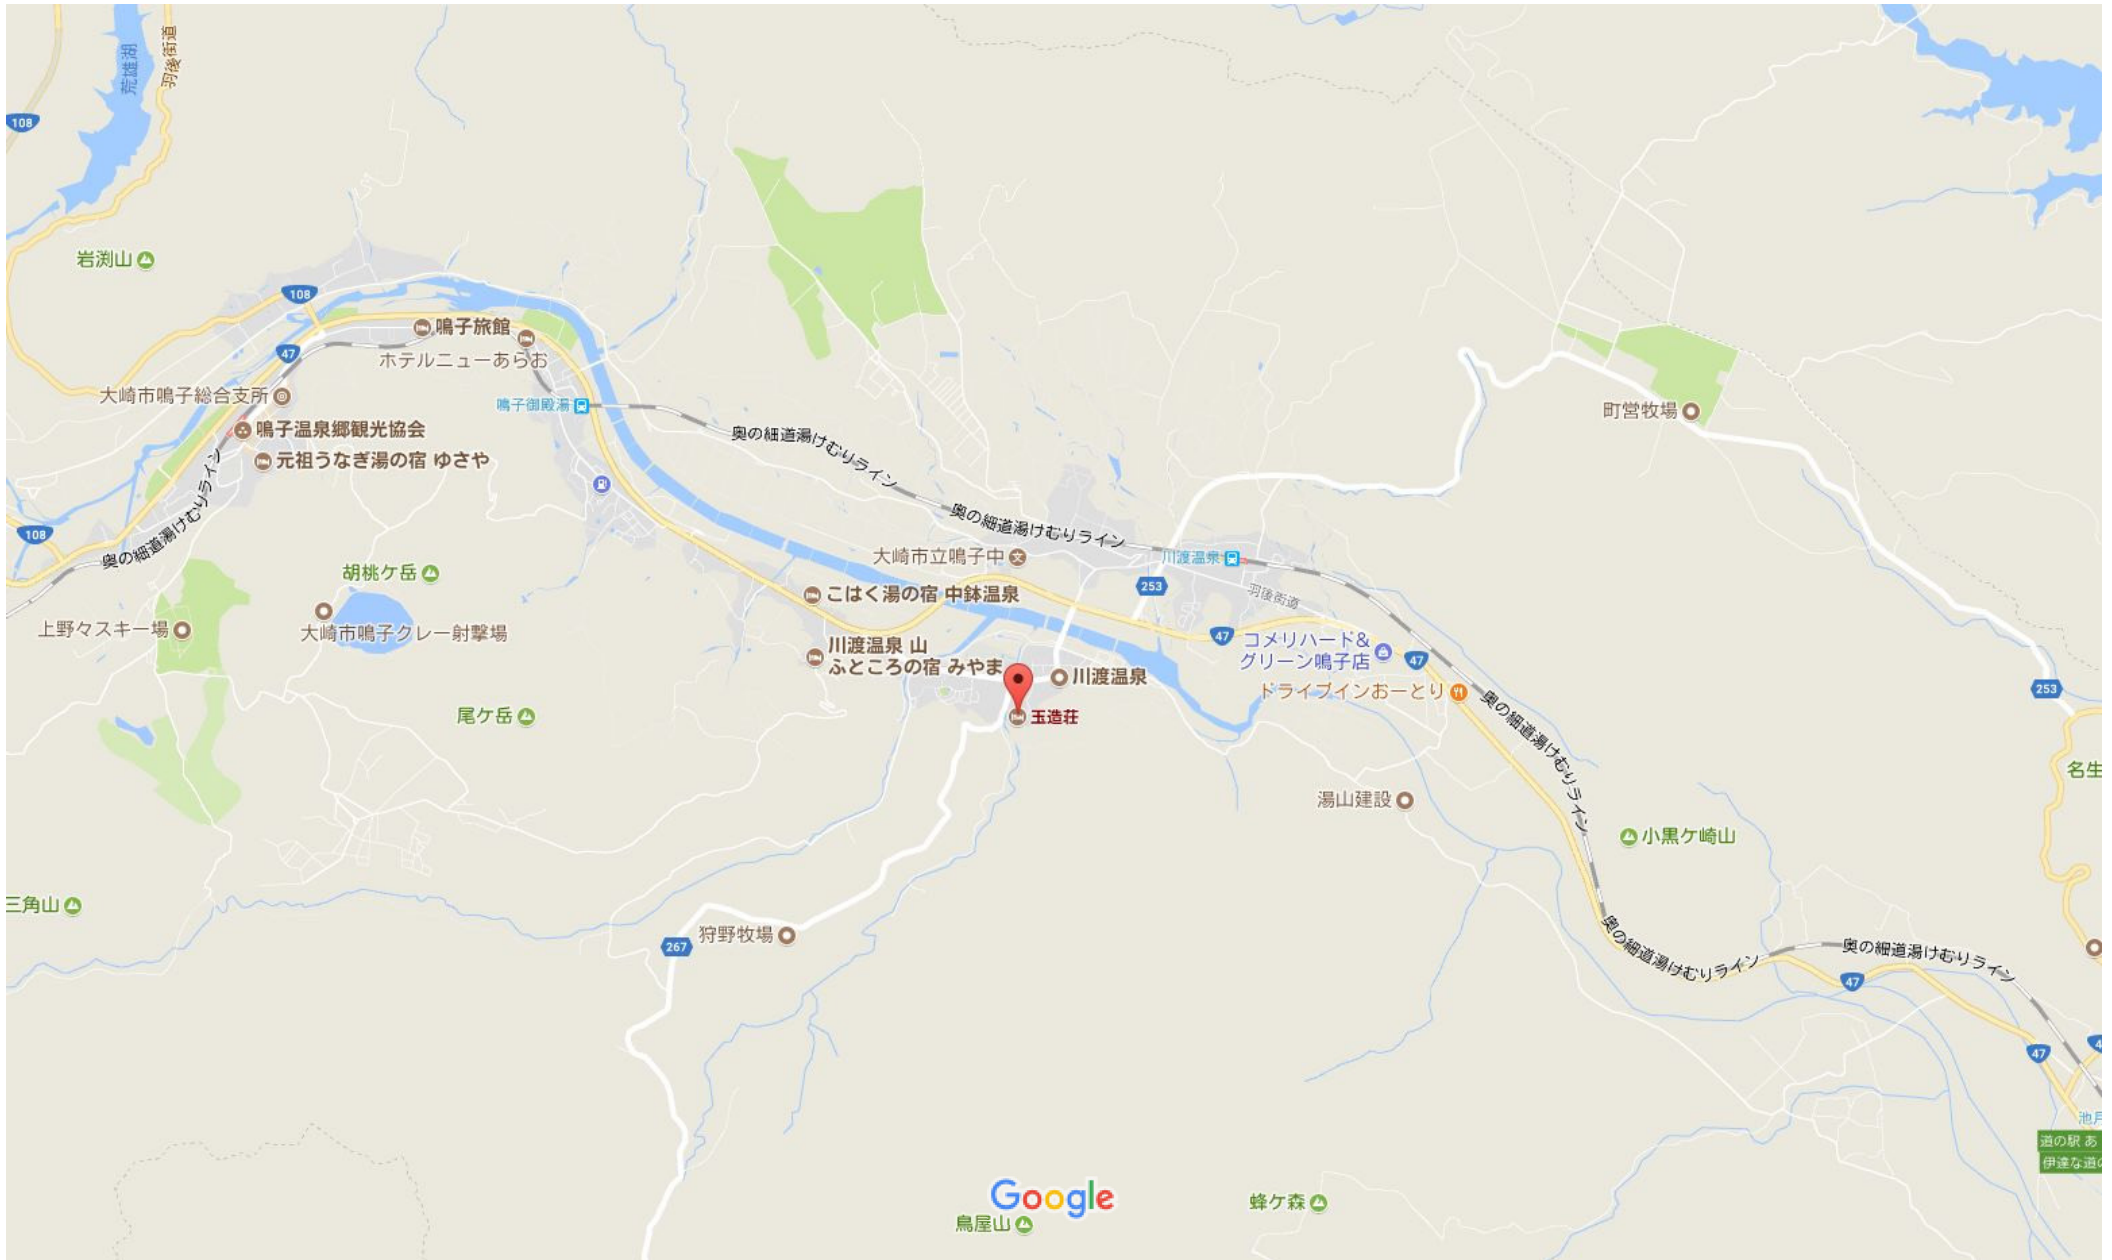 荒雄湖
羽後街道
108
岩渕山
108
鳴子旅館
47
ホテルニューあらお
大崎市鳴子総合支所
鳴子御殿湯
町営牧場
鳴子温泉郷観光協会
奥の細道湯けむりライン
元祖うなぎ湯の宿 ゆさや
奥の細道湯けむりライン
奥の細道湯けむりライン
108
大崎市立鳴子中
川渡温泉
胡桃ケ岳
253
こはく湯の宿 中鉢温泉
羽後街道
上野々スキー場
大崎市鳴子クレー射撃場
47
コメリハード&
グリーン鳴子店
川渡温泉 山
ふところの宿 みやま
47
川渡温泉
ドライブインおーとり
253
尾ケ岳
玉造荘
奥の細道湯けむりライン
名生
湯山建設
小黒ケ崎山
三角山
狩野牧場
267
奥の細道湯けむりライン
奥の細道湯けむりライン
47
47
4
池月
道の駅 あ
伊達な道の
Google
蜂ケ森
鳥屋山